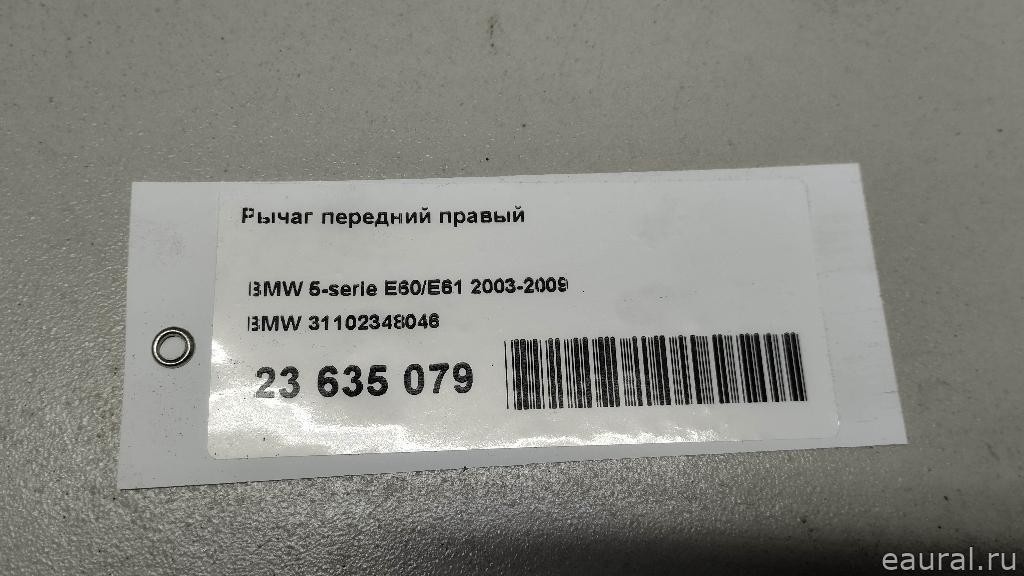 Рычаг передний правый
BMW 5-serie E60/E61 2003-2009
BMW 31102348046
23 635 079
eaural.ru